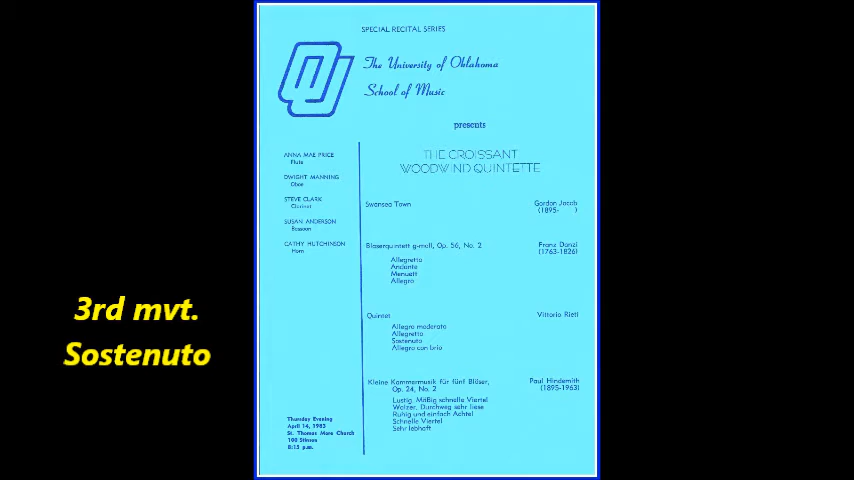 SPECIAL RECITAL SERIES
OU
The University of Oklahoma
School of Music
presents
THE CROISSANT
WOODWIND QUINTETTE
ANNA MAE PRICE
Flute
DWIGHT MANNING
Oboe
STEVE CLARK
Clarinet
SUSAN ANDERSON
Bassoon
CATHY HUTCHINSON
Horn
Swansea Town Gordon Jacob
(1895- )
Bläserquintett g-moll, Op. 56, No. 2 Franz Danzi
(1763-1826)
Allegretto
Andante
Menuett
Allegro
Quintet Vittorio Rieti
Allegro moderato
Allegretto
Sostenuto
Allegro con brio
Kleine Kammermusik für fünf Bläser, Paul Hindemith
Op. 24, No. 2 (1895-1963)
Lustig. Mäßig schnelle Viertel
Walzer. Durchweg sehr liese
Ruhig und einfach Achtel
Schnelle Viertel
Sehr lebhaft
Thursday Evening
April 14, 1983
St. Thomas More Church
100 Stinson
8:15 p.m.
3rd mvt.
Sostenuto